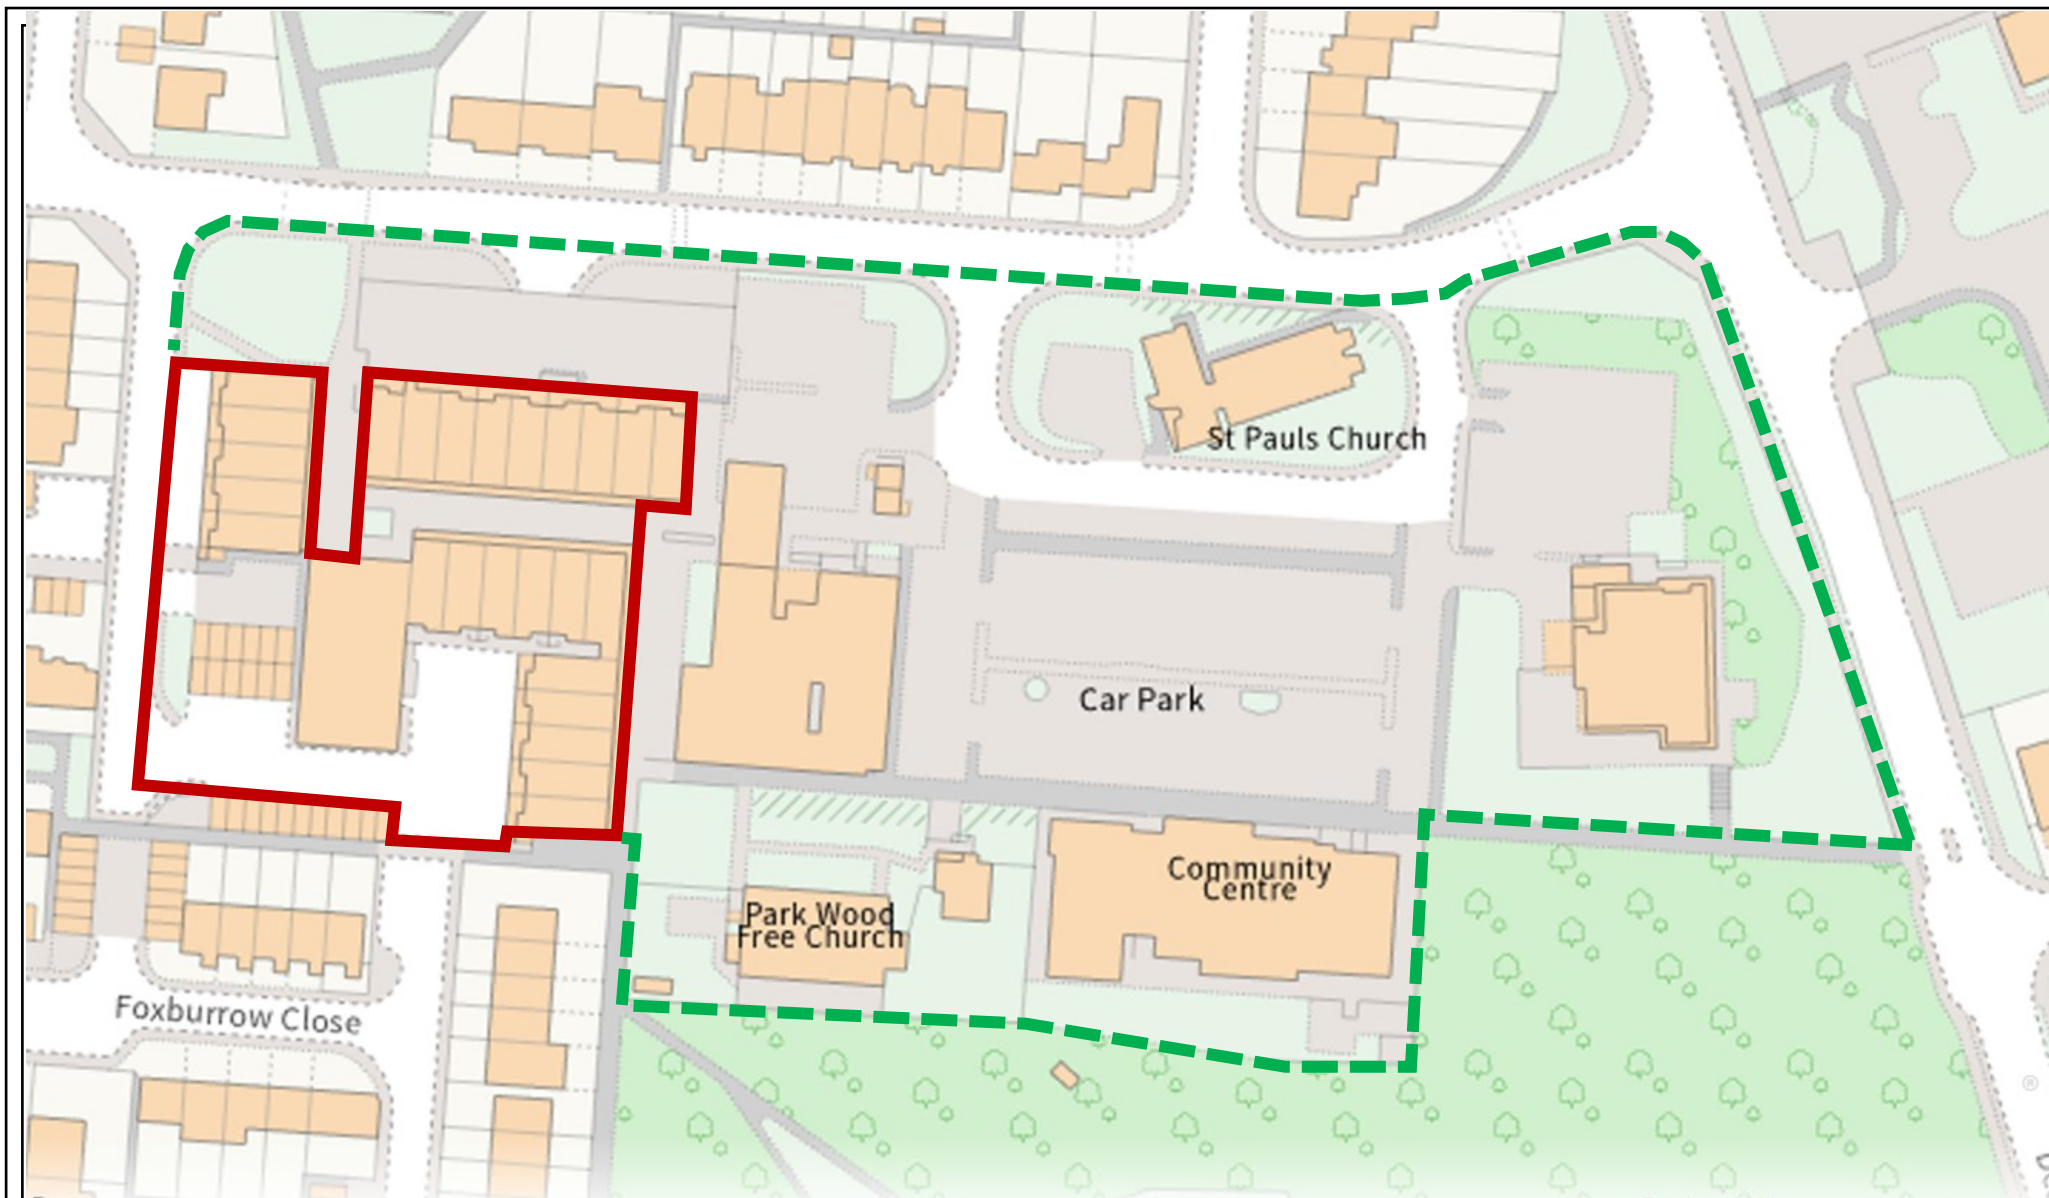 St Pauls Church
Car Park
Community
Centre
Park Wood
Free Church
Foxburrow Close